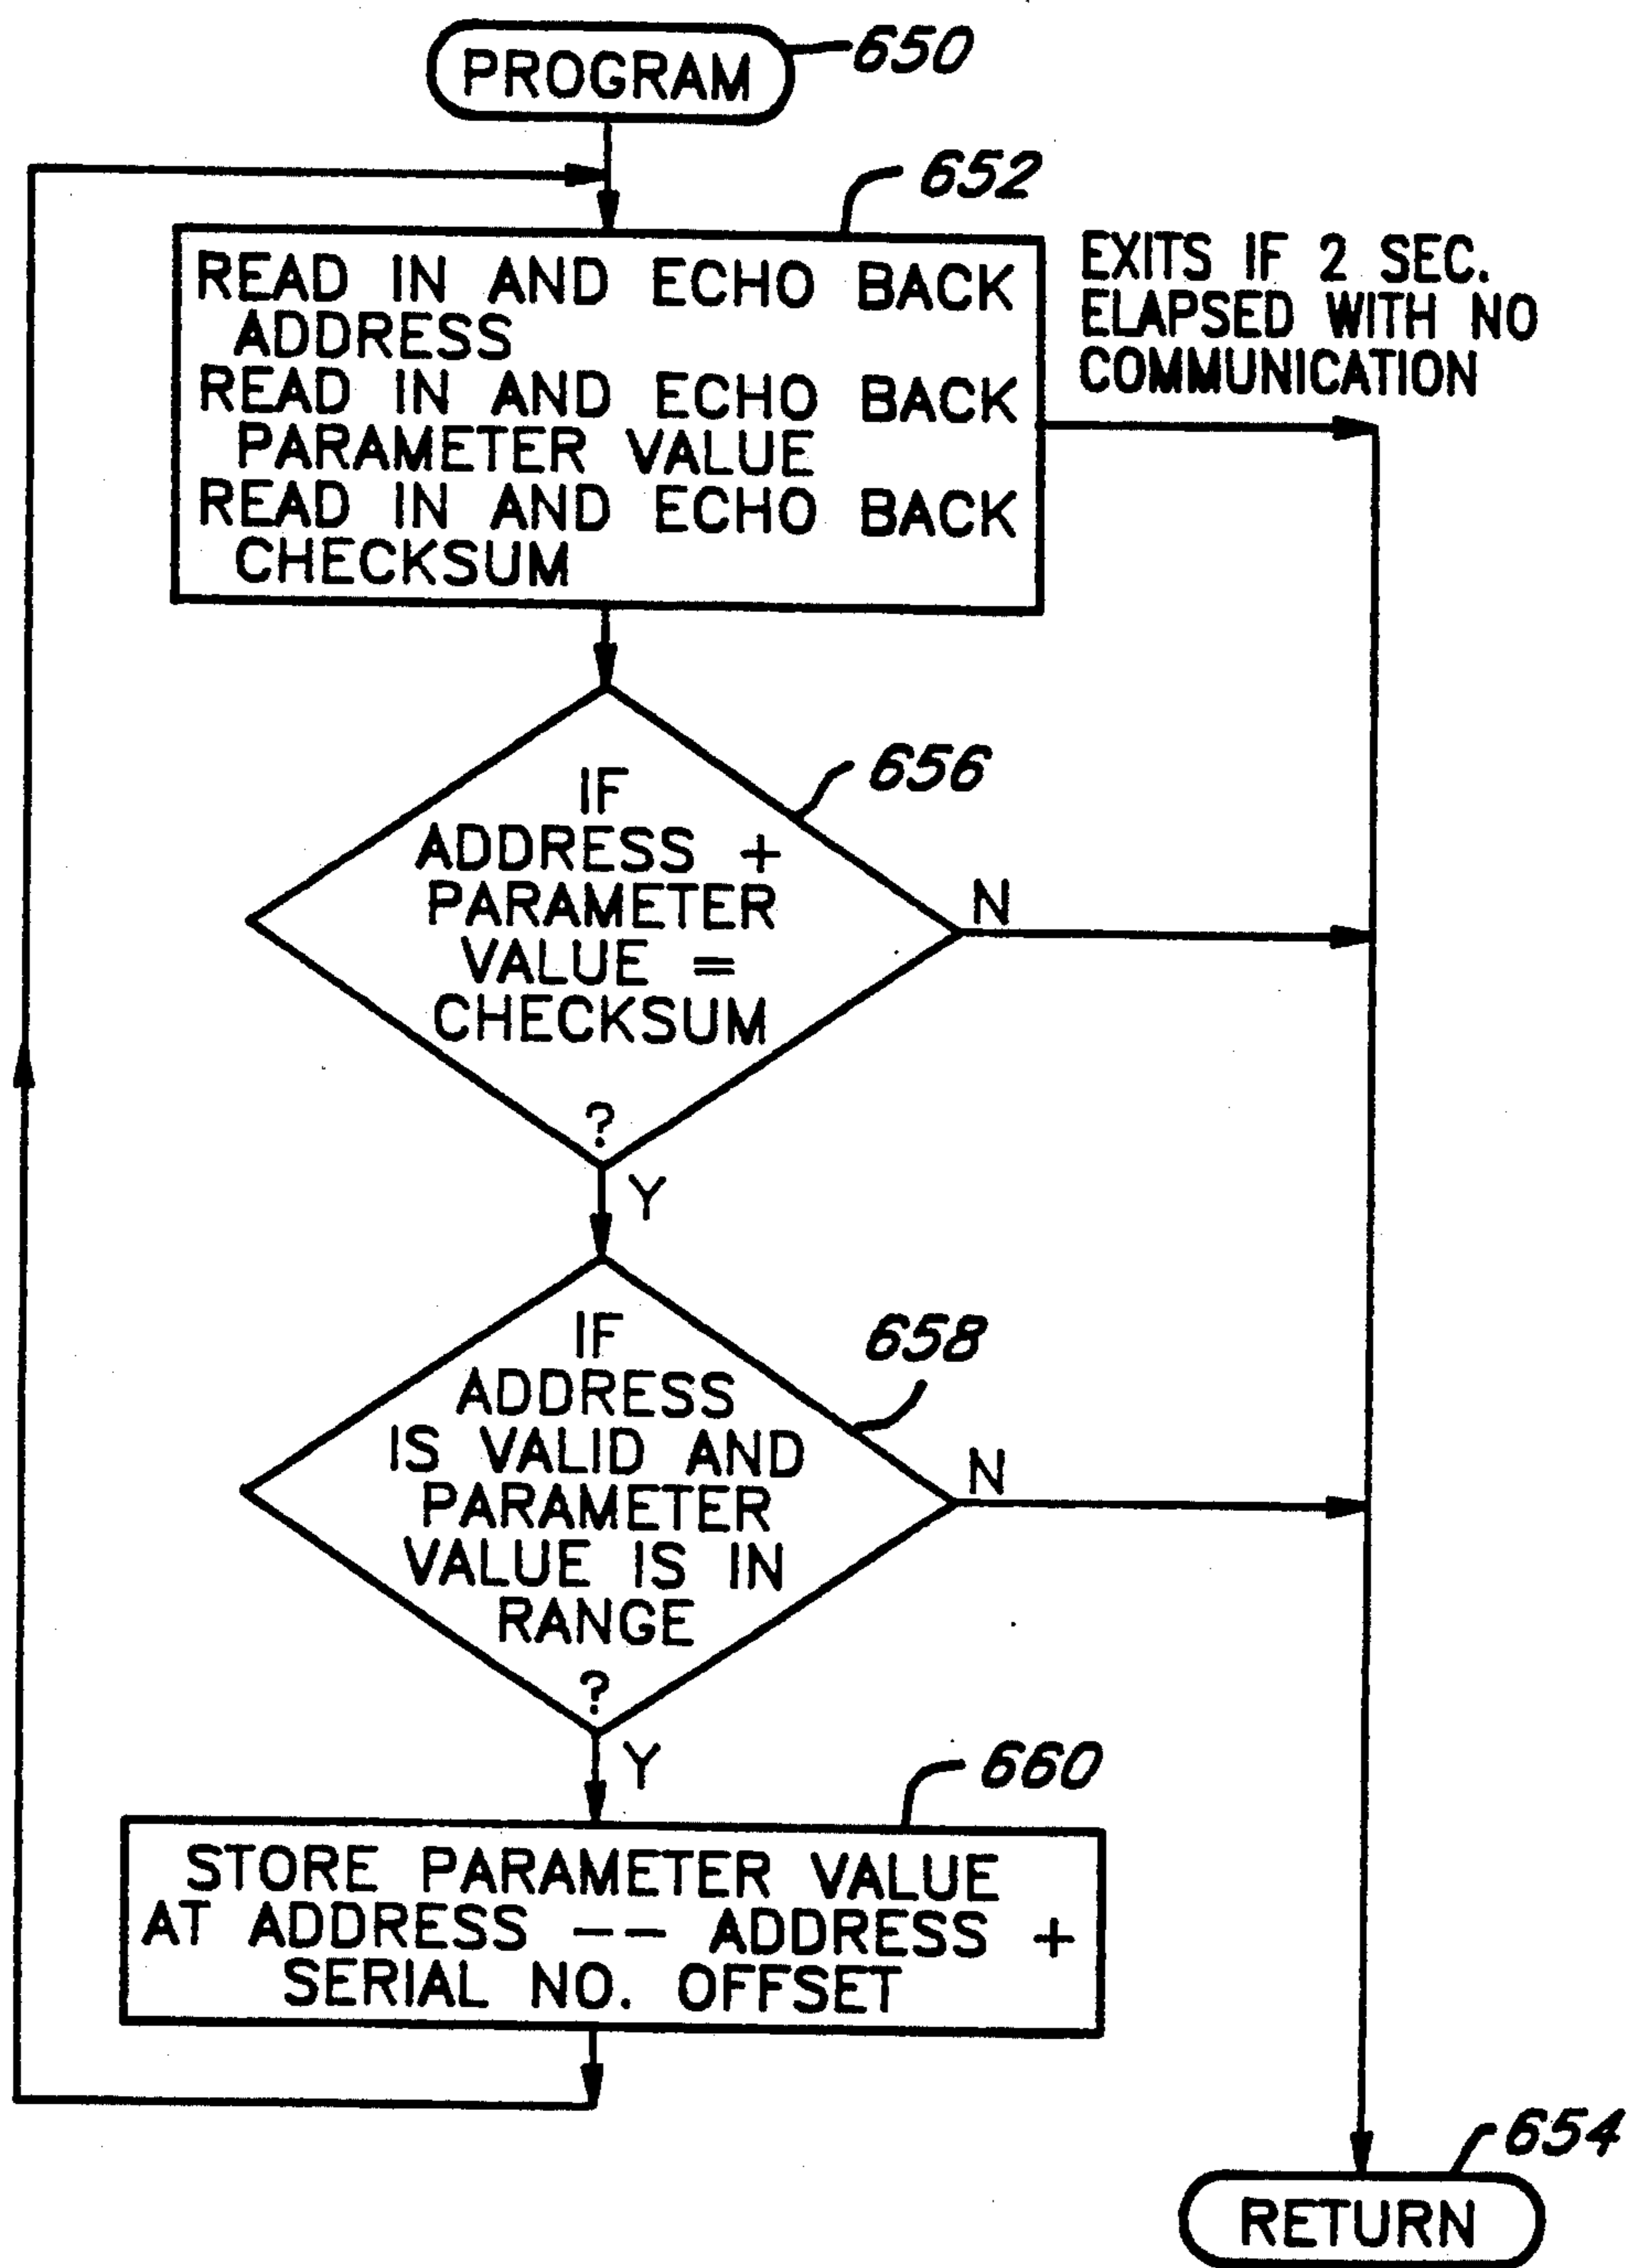 PROGRAM
650
652
READ IN AND ECHO BACK
ADDRESS
READ IN AND ECHO BACK
PARAMETER VALUE
READ IN AND ECHO BACK
CHECKSUM
EXITS IF 2 SEC.
ELAPSED WITH NO
COMMUNICATION
656
IF
ADDRESS +
PARAMETER
VALUE =
CHECKSUM
?
N
Y
658
IF
ADDRESS
IS VALID AND
PARAMETER
VALUE IS IN
RANGE
?
N
Y
660
STORE PARAMETER VALUE
AT ADDRESS -- ADDRESS +
SERIAL NO. OFFSET
654
RETURN